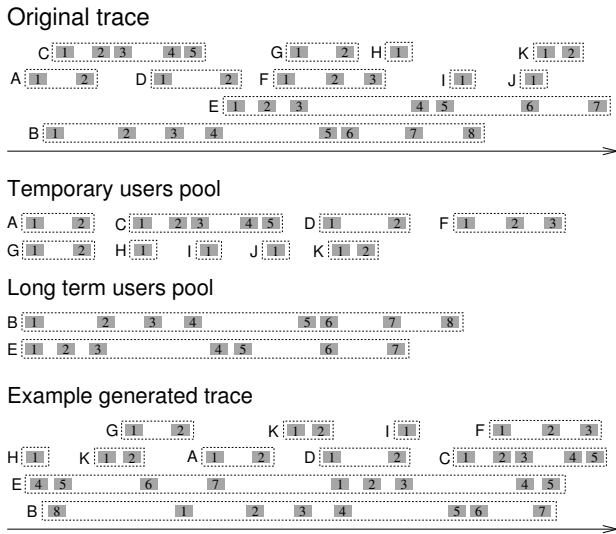 Original trace
C 1 2 3 4 5 G 1 2 H 1 K 1 2
A 1 2 D 1 2 F 1 2 3 I 1 J 1
E 1 2 3 4 5 6 7
B 1 2 3 4 5 6 7 8
Temporary users pool
A 1 2 C 1 2 3 4 5 D 1 2 F 1 2 3
G 1 2 H 1 I 1 J 1 K 1 2
Long term users pool
B 1 2 3 4 5 6 7 8
E 1 2 3 4 5 6 7
Example generated trace
G 1 2 K 1 2 I 1 F 1 2 3
H 1 K 1 2 A 1 2 D 1 2 C 1 2 3 4 5
E 4 5 6 7 1 2 3 4 5
B 8 1 2 3 4 5 6 7